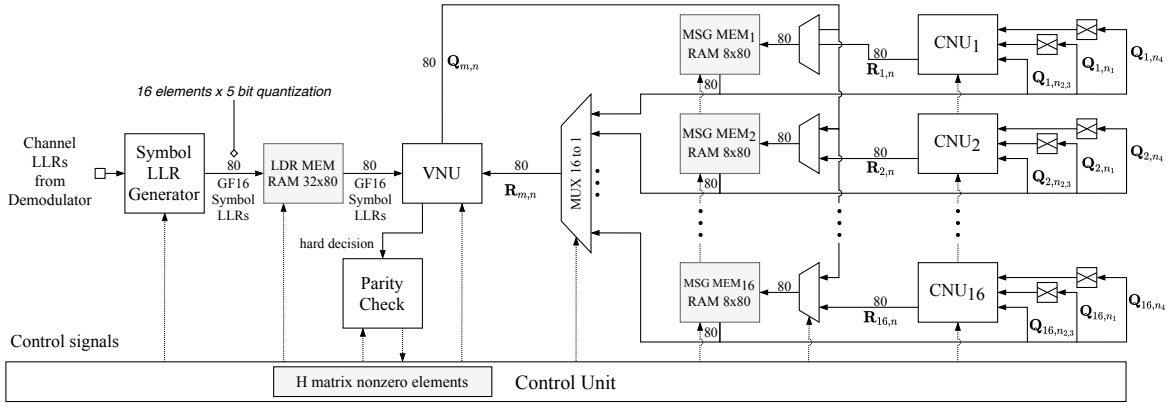 16 elements x 5 bit quantization
Channel
LLRs
from
Demodulator
Symbol
LLR
Generator
80
GF16
Symbol
LLRs
LDR MEM
RAM 32x80
80
GF16
Symbol
LLRs
VNU
80
Q_{m,n}
80
R_{m,n}
hard decision
Parity
Check
MUX 16 to 1
MSG MEM_1
RAM 8x80
80
80
80
R_{1,n}
CNU_1
Q_{1,n_{2,3}}
Q_{1,n_1}
Q_{1,n_4}
MSG MEM_2
RAM 8x80
80
80
80
R_{2,n}
CNU_2
Q_{2,n_{2,3}}
Q_{2,n_1}
Q_{2,n_4}
MSG MEM_{16}
RAM 8x80
80
80
80
R_{16,n}
CNU_{16}
Q_{16,n_{2,3}}
Q_{16,n_1}
Q_{16,n_4}
Control signals
H matrix nonzero elements
Control Unit